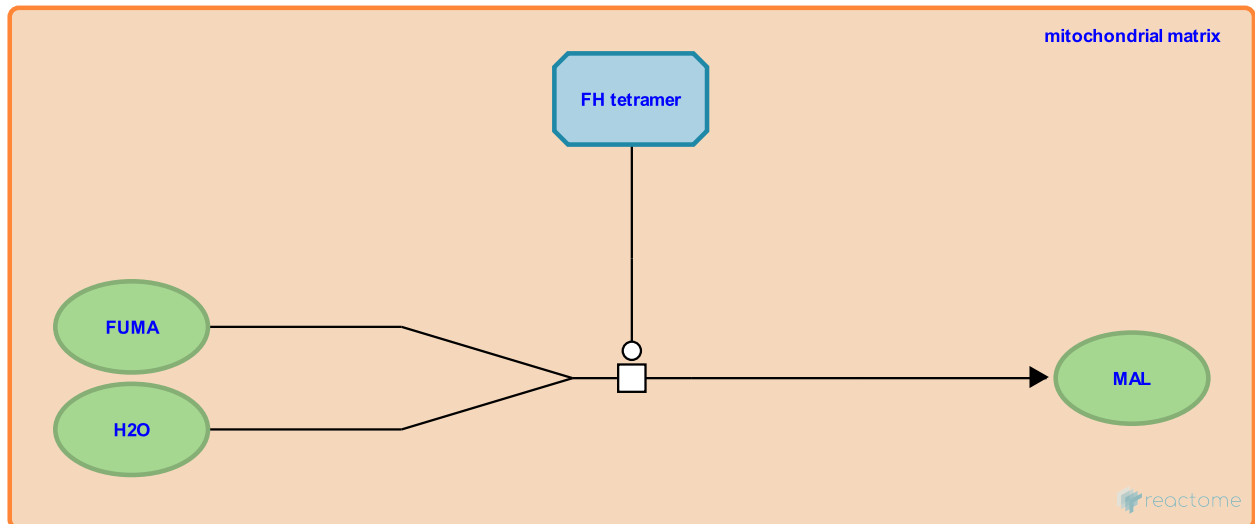 mitochondrial matrix
FH tetramer
FUMA
H2O
MAL
reactome